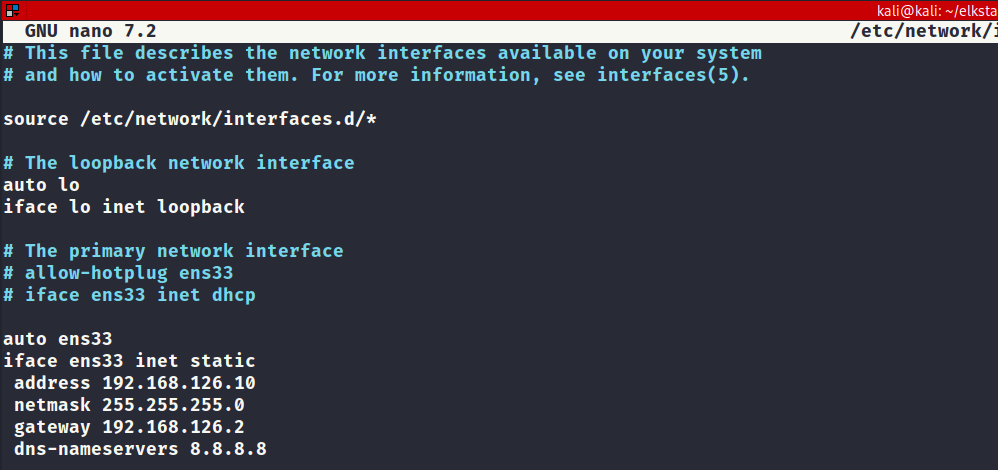 kali@kali: ~/elksta
GNU nano 7.2 /etc/network/i
# This file describes the network interfaces available on your system
# and how to activate them. For more information, see interfaces(5).
source /etc/network/interfaces.d/*
# The loopback network interface
auto lo
iface lo inet loopback
# The primary network interface
# allow-hotplug ens33
# iface ens33 inet dhcp
auto ens33
iface ens33 inet static
address 192.168.126.10
netmask 255.255.255.0
gateway 192.168.126.2
dns-nameservers 8.8.8.8